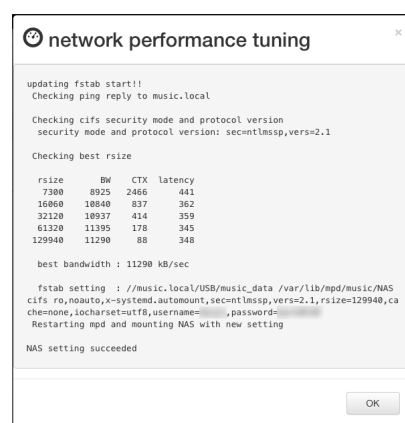 network performance tuning
×
updating fstab start!!
Checking ping reply to music.local
Checking cifs security mode and protocol version
security mode and protocol version: sec=ntlmssp,vers=2.1
Checking best rsize
rsize BW CTX latency
7300 8925 2466 441
16060 10840 837 362
32120 10937 414 359
61320 11395 178 345
129940 11290 88 348
best bandwidth : 11290 kB/sec
fstab setting : //music.local/USB/music_data /var/lib/mpd/music/NAS
cifs ro,noauto,x-systemd.automount,sec=ntlmssp,vers=2.1,rsize=129940,ca
che=none,iocharset=utf8,username= ,password=
Restarting mpd and mounting NAS with new setting
NAS setting succeeded
OK